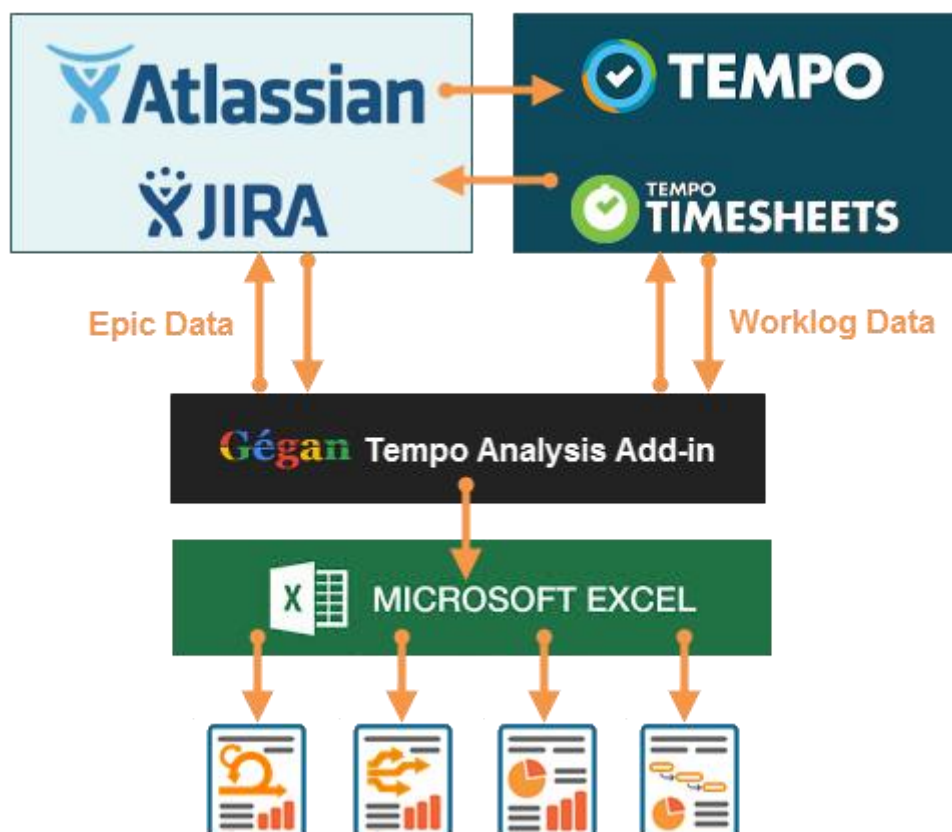 Atlassian
JIRA
TEMPO
TEMPO
TIMESHEETS
Epic Data
Worklog Data
Gégan Tempo Analysis Add-in
X
MICROSOFT EXCEL